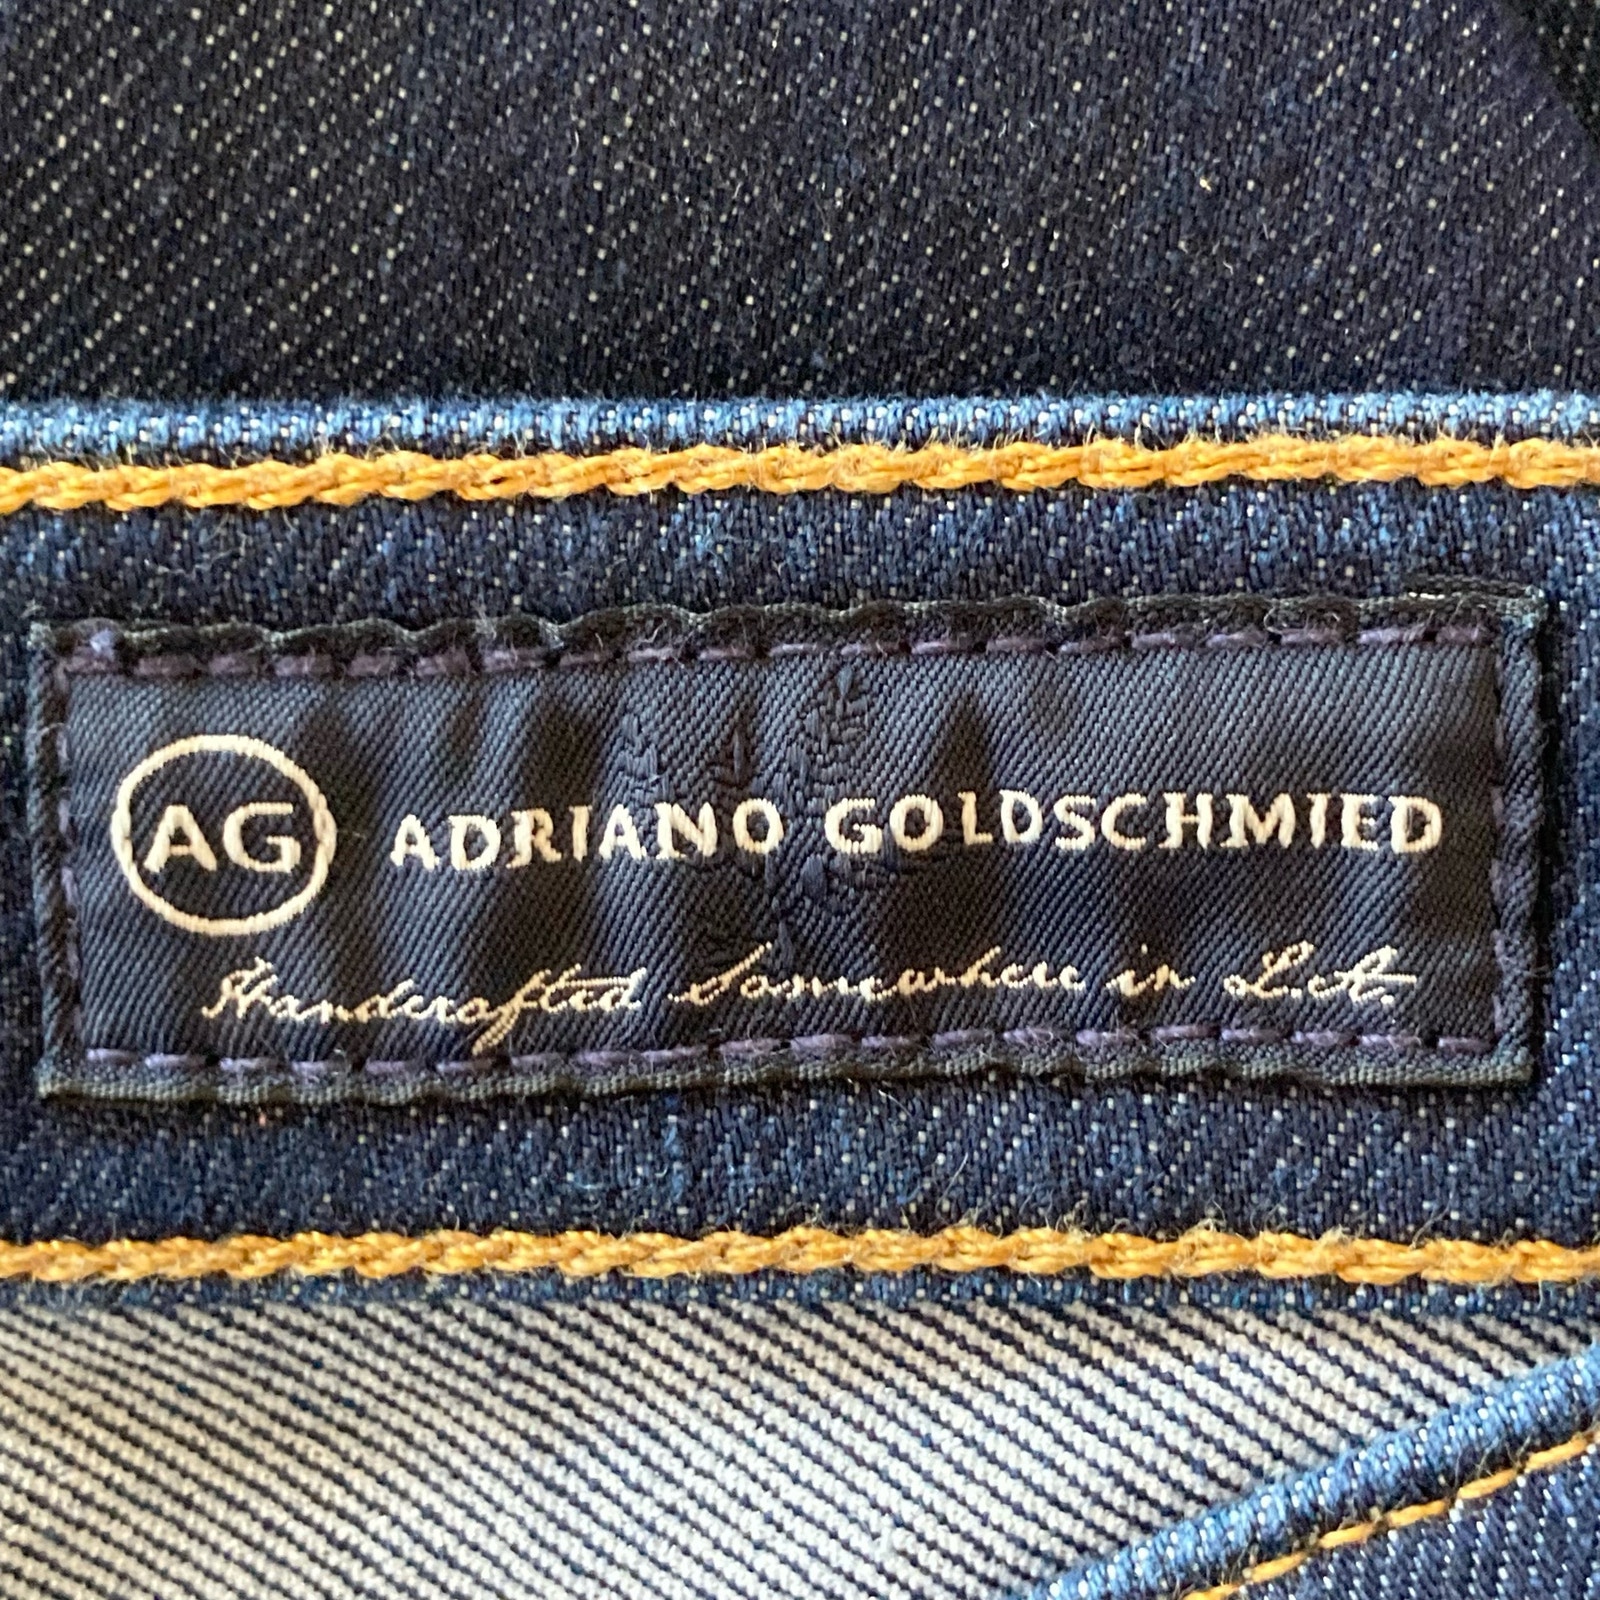 AG ADRIANO GOLDSCHMIED
Handcrafted Somewhere in L.A.